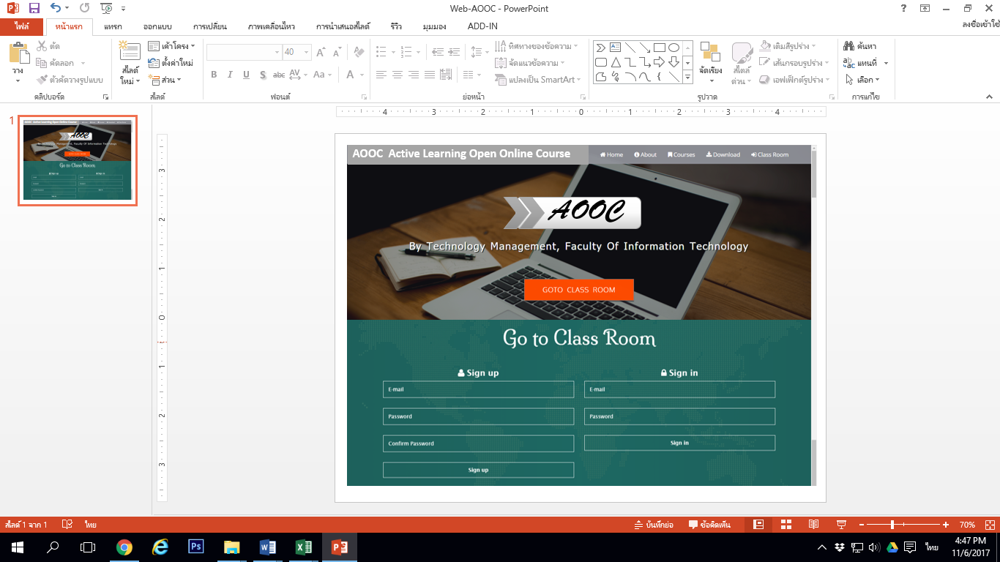 Web-AOOC - PowerPoint
ไฟล์ หน้าแรก แทรก ออกแบบ การเปลี่ยน ภาพเคลื่อนไหว การนำเสนอสไลด์ รีวิว มุมมอง ADD-IN ลงชื่อเข้าใช้
วาง
ตัด
คัดลอก
ตัวคัดวางรูปแบบ
คลิปบอร์ด
สไลด์
ใหม่
เค้าโครง
ตั้งค่าใหม่
ส่วน
สไลด์
40
B I U S abc AV Aa A
ฟอนต์
ทิศทางของข้อความ
จัดแนวข้อความ
แปลงเป็น SmartArt
ย่อหน้า
จัดเรียง
สไตล์
ด่วน
เติมสีรูปร่าง
เส้นกรอบรูปร่าง
เอฟเฟ็กต์รูปร่าง
รูปวาด
ค้นหา
แทนที่
เลือก
การแก้ไข
4 3 2 1 0 1 2 3 4
3
2
1
0
1
2
3
1
AOOC Active Learning Open Online Course
Home About Courses Download Class Room
AOOC
By Technology Management, Faculty Of Information Technology
GOTO CLASS ROOM
Go to Class Room
Sign up
E-mail
Password
Confirm Password
Sign up
Sign in
E-mail
Password
Sign in
สไลด์ 1 จาก 1 ไทย บันทึกย่อ ข้อคิดเห็น 70%
ไทย
4:47 PM
11/6/2017